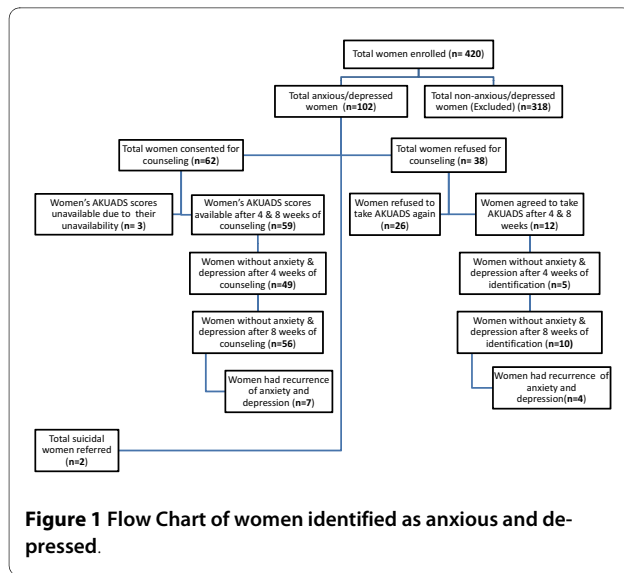 Total women enrolled (n= 420)
Total anxious/depressed
women (n=102)
Total non-anxious/depressed
women (Excluded) (n=318)
Total women consented for
counseling (n=62)
Total women refused for
counseling (n= 38)
Women's AKUADS scores
unavailable due to their
unavailability (n= 3)
Women's AKUADS scores
available after 4 & 8 weeks of
counseling (n=59)
Women refused to
take AKUADS again
(n=26)
Women agreed to
take AKUADS after 4 & 8
weeks (n=12)
Women without anxiety &
depression after 4 weeks of
counseling (n=49)
Women without anxiety &
depression after 4 weeks of
identification (n=5)
Women without anxiety &
depression after 8 weeks of
counseling (n=56)
Women without anxiety &
depression after 8 weeks of
identification (n=10)
Women had recurrence of
anxiety and
depression (n=7)
Women had recurrence of
anxiety and
depression(n=4)
Total suicidal
women referred
(n=2)
Figure 1 Flow Chart of women identified as anxious and de-
pressed.